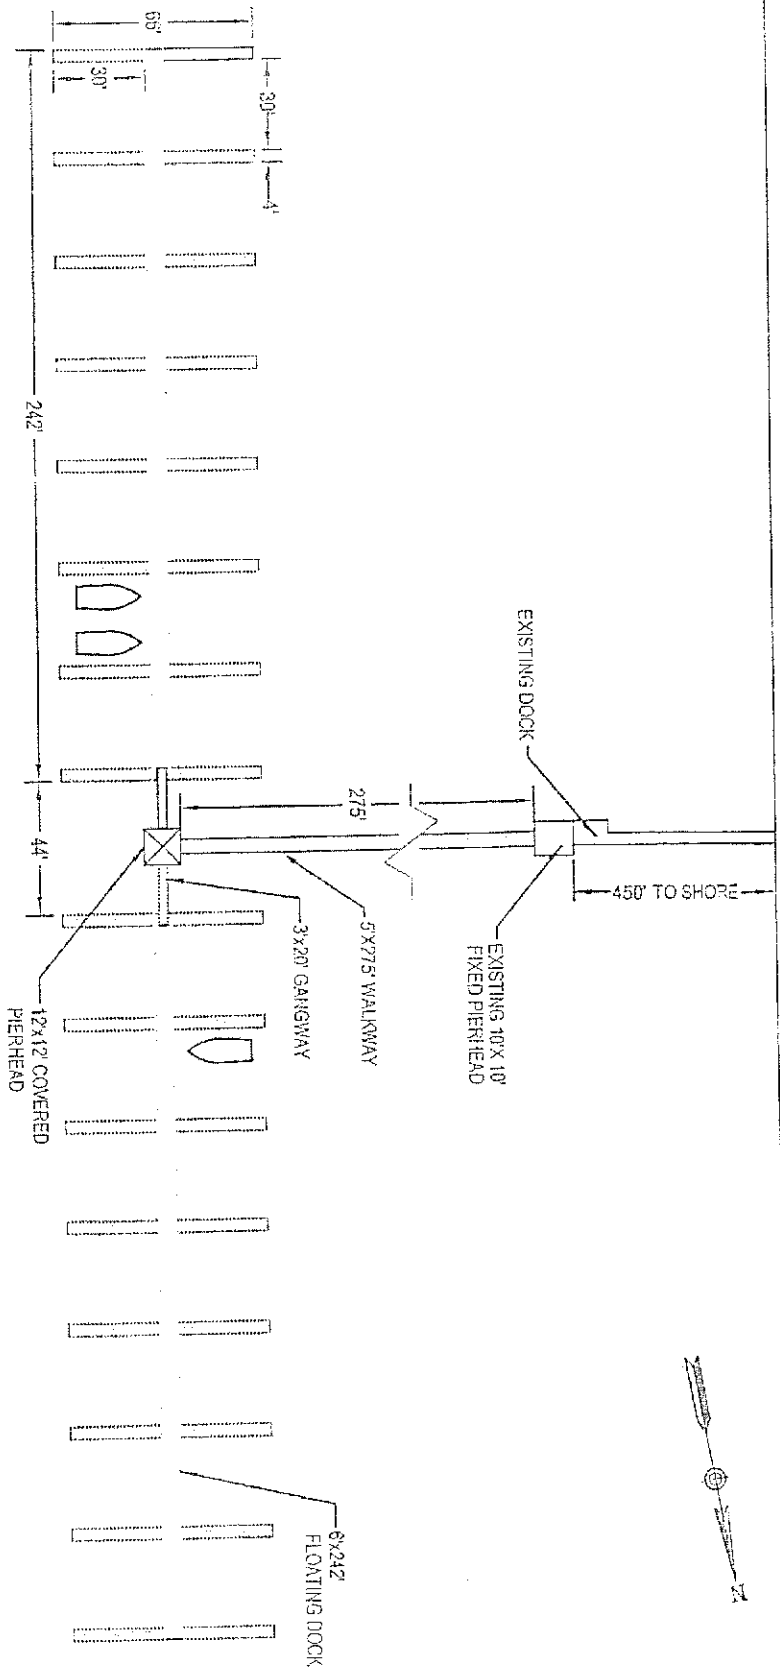 66'
30'
30'
4'
242'
44'
275'
EXISTING DOCK
450' TO SHORE
EXISTING 10'X 10'
FIXED PIERHEAD
5'X275' WALKWAY
3'x20' GANGWAY
12'x12' COVERED
PIERHEAD
6'x242'
FLOATING DOCK
N